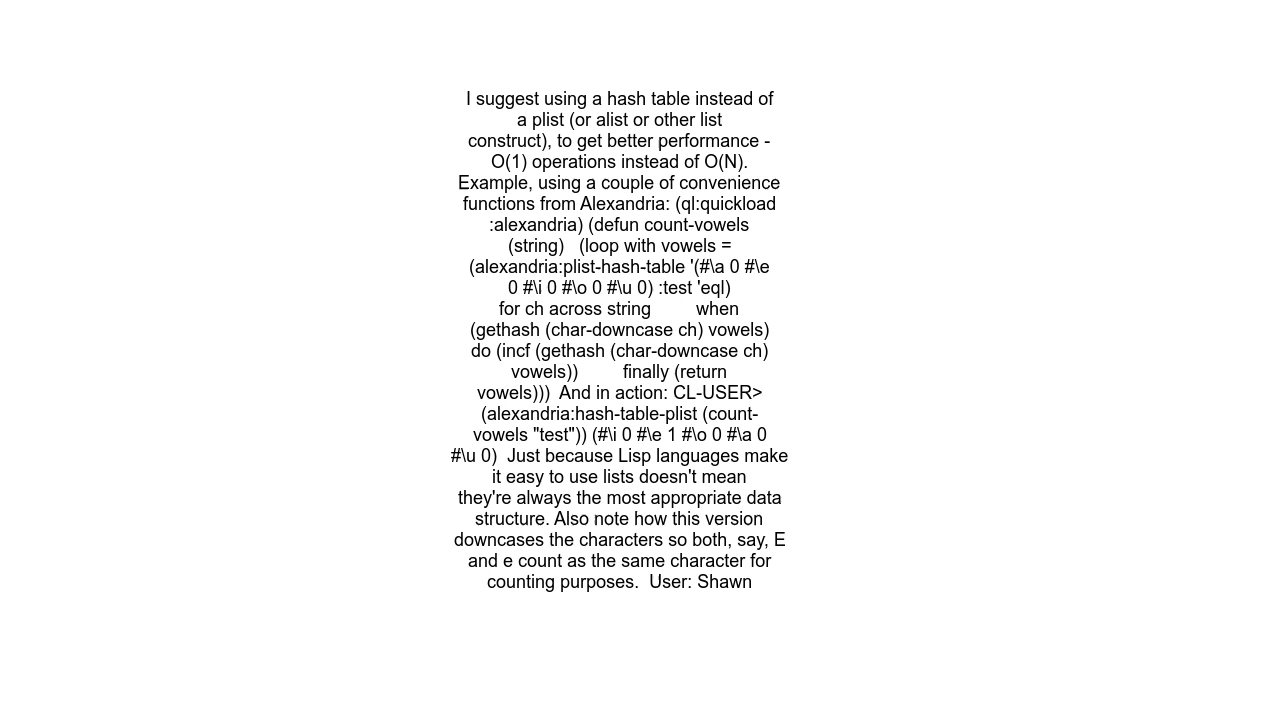 I suggest using a hash table instead of
a plist (or alist or other list
construct), to get better performance -
O(1) operations instead of O(N).
Example, using a couple of convenience
functions from Alexandria: (ql:quickload
:alexandria) (defun count-vowels
(string)   (loop with vowels =
(alexandria:plist-hash-table '(#\a 0 #\e
0 #\i 0 #\o 0 #\u 0) :test 'eql)
for ch across string         when
(gethash (char-downcase ch) vowels)
do (incf (gethash (char-downcase ch)
vowels))         finally (return
vowels)))  And in action: CL-USER>
(alexandria:hash-table-plist (count-
vowels "test")) (#\i 0 #\e 1 #\o 0 #\a 0
#\u 0)  Just because Lisp languages make
it easy to use lists doesn't mean
they're always the most appropriate data
structure. Also note how this version
downcases the characters so both, say, E
and e count as the same character for
counting purposes.  User: Shawn